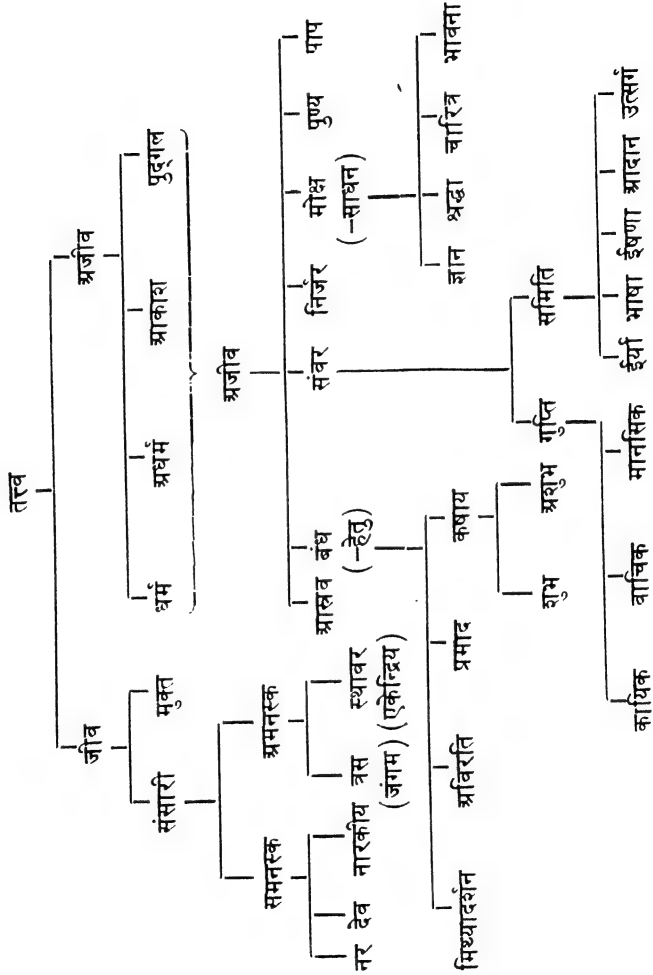 तत्त्व
जीव अजीव
धर्म अधर्म आकाश पुद्गल
संसारी मुक्त
अजीव
समनस्क अमनस्क
आस्रव बंध संवर निर्जर मोक्ष पुण्य पाप
(-हेतु) (-साधन)
नर देव नारकीय त्रस स्थावर
(जंगम) (एकेन्द्रिय)
ज्ञान श्रद्धा चारित्र भावना
मिथ्यादर्शन अविरति प्रमाद कषाय
शुभ अशुभ
गुप्ति समिति
कायिक वाचिक मानसिक
ईर्या भाषा ईषणा आदान उत्सर्ग